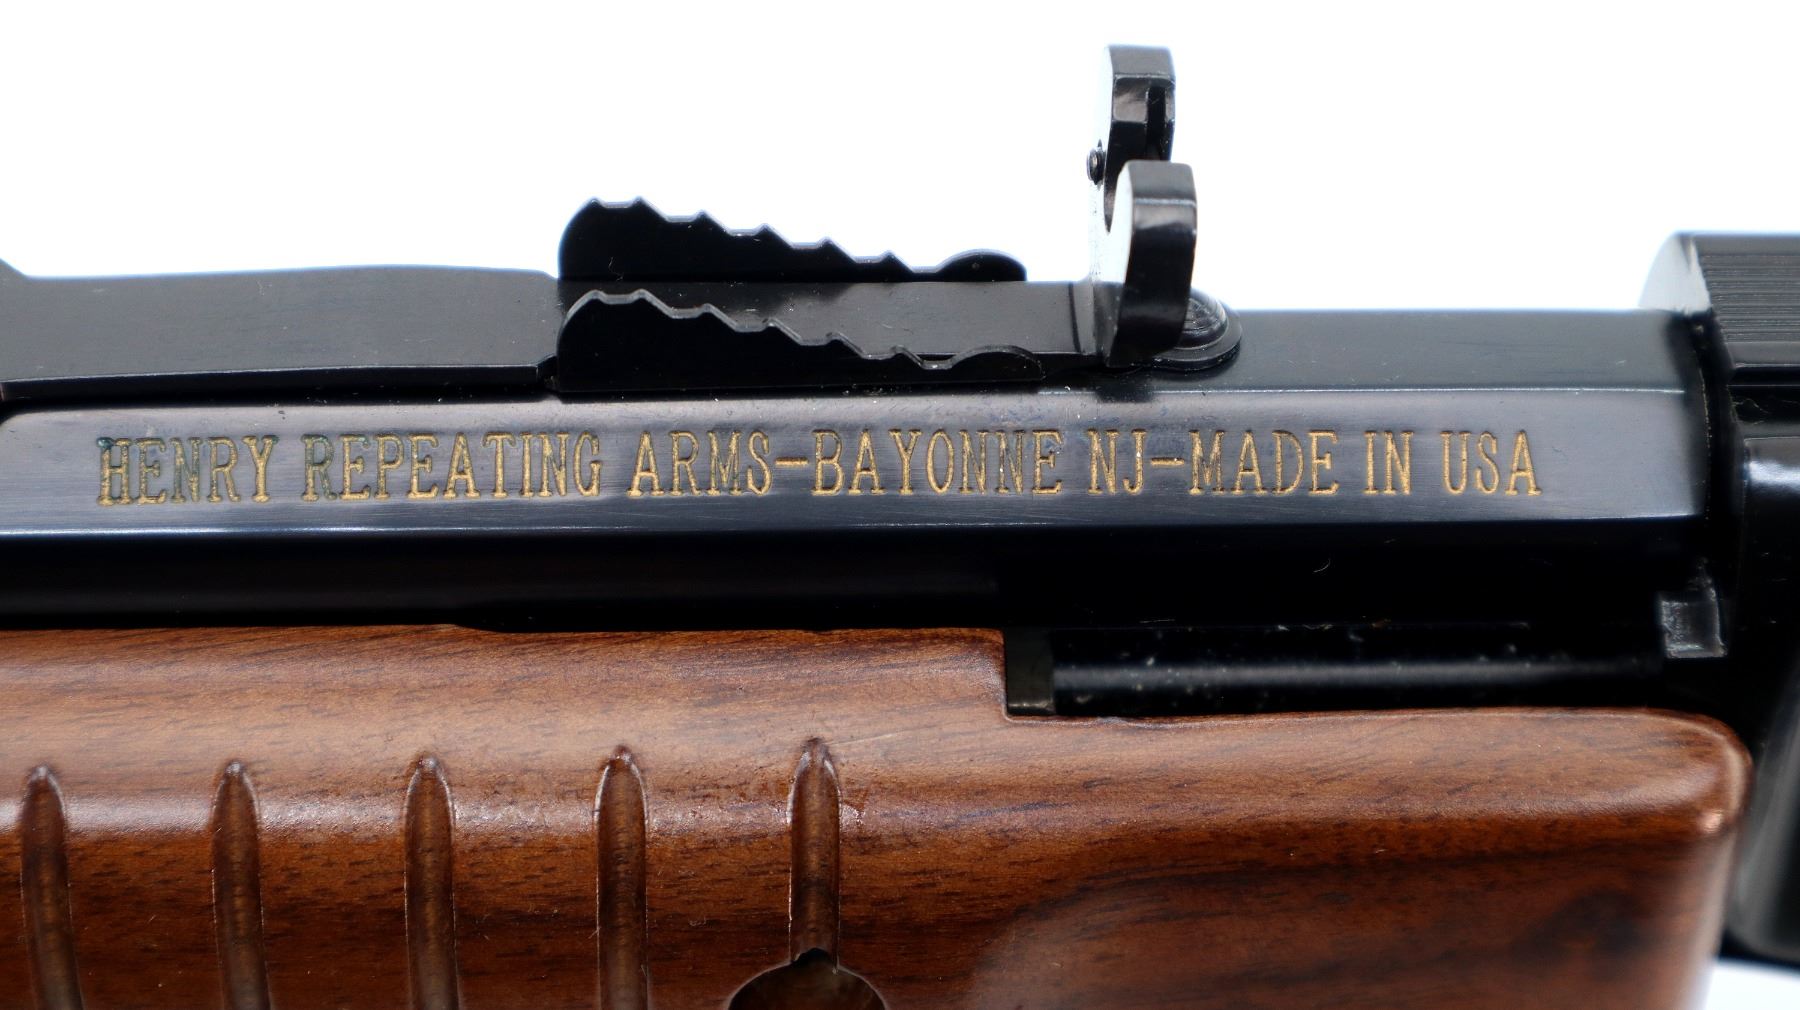 HENRY REPEATING ARMS-BAYONNE NJ-MADE IN USA